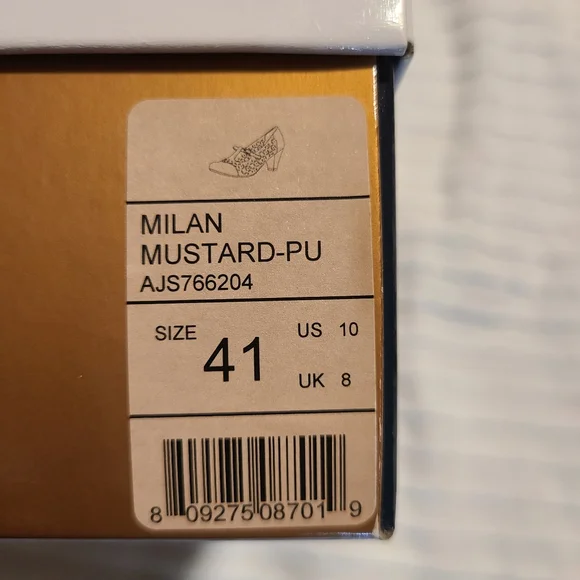 MILAN
MUSTARD-PU
AJS766204
SIZE 41 US 10
UK 8
8 09275 08701 9